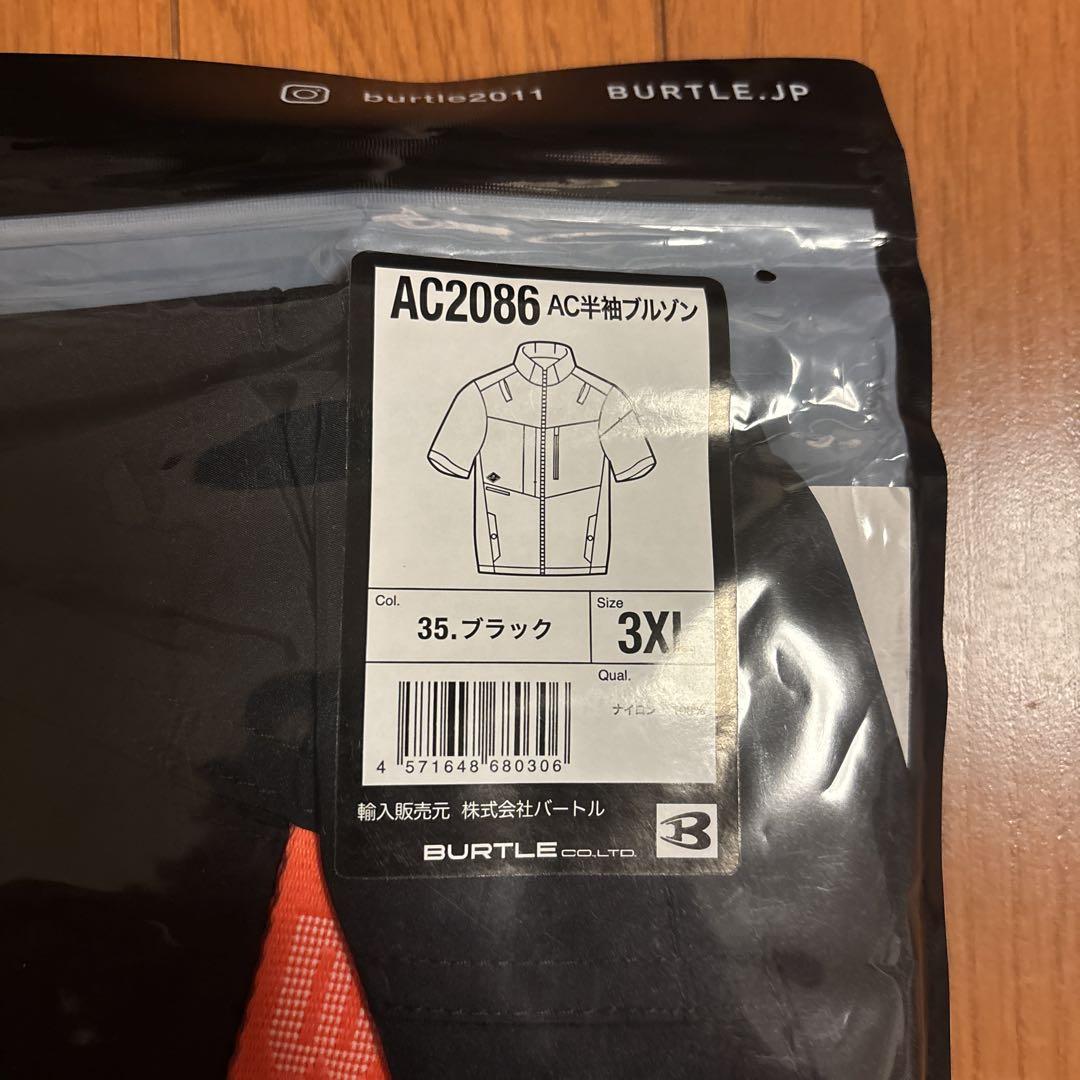 burtle2011 BURTLE.JP
AC2086 AC半袖ブルゾン
Col.
35.ブラック
Size
3XL
Qual.
ナイロン 100%
4 571648 680306
輸入販売元 株式会社バートル
BURTLE CO.LTD.